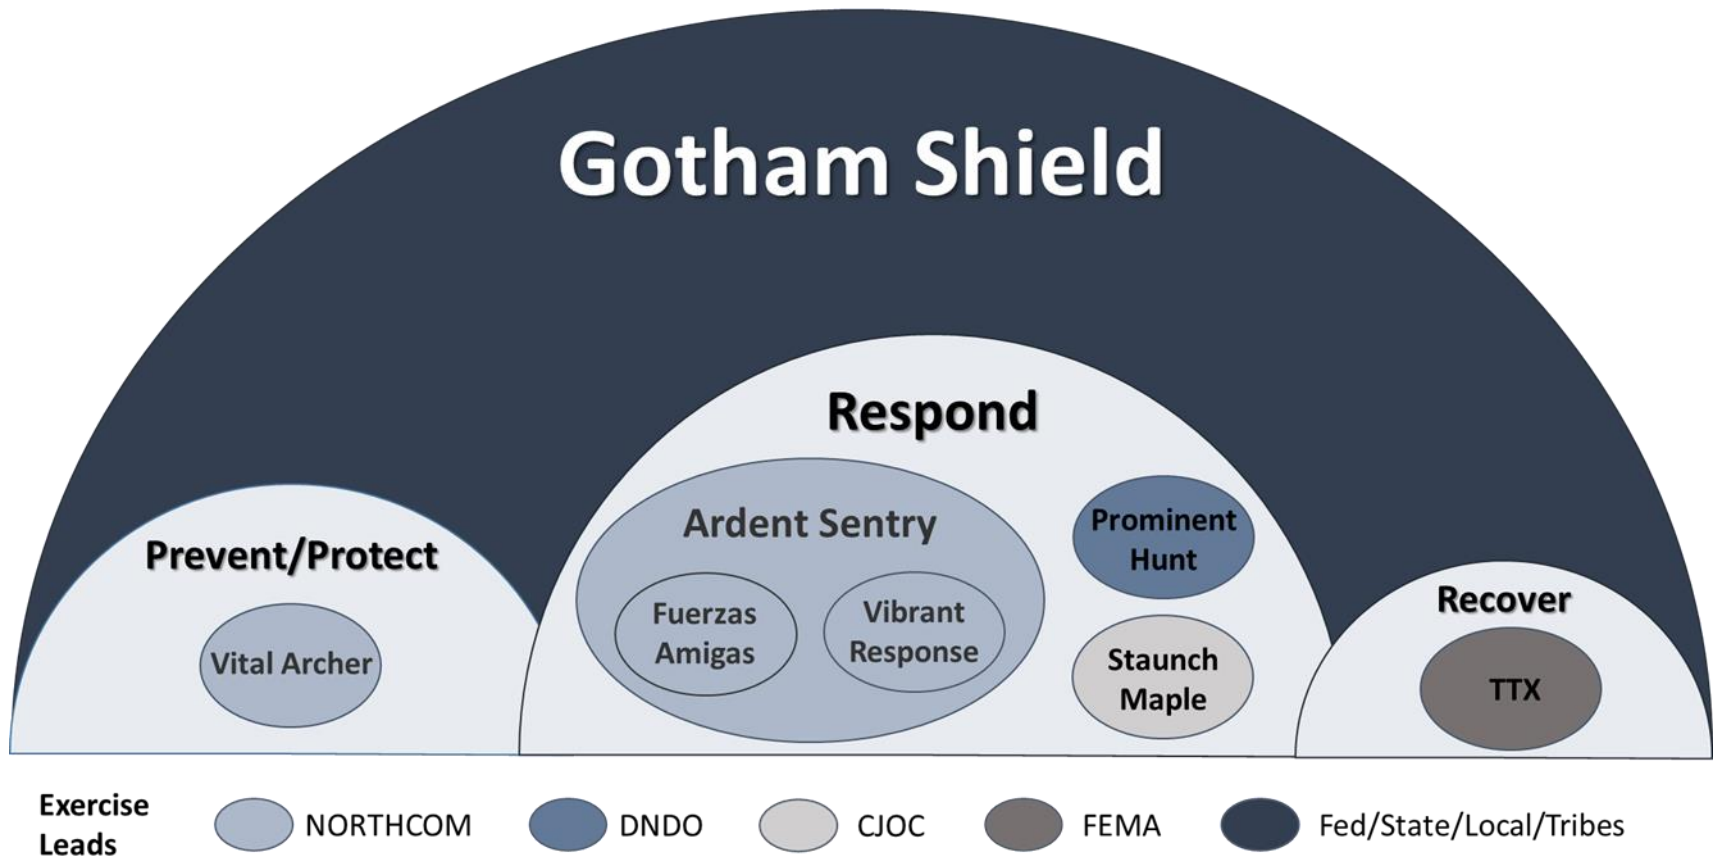 Gotham Shield
Respond
Ardent Sentry
Fuerzas
Amigas
Vibrant
Response
Prominent
Hunt
Staunch
Maple
Prevent/Protect
Vital Archer
Recover
TTX
Exercise
Leads
NORTHCOM
DNDO
CJOC
FEMA
Fed/State/Local/Tribes